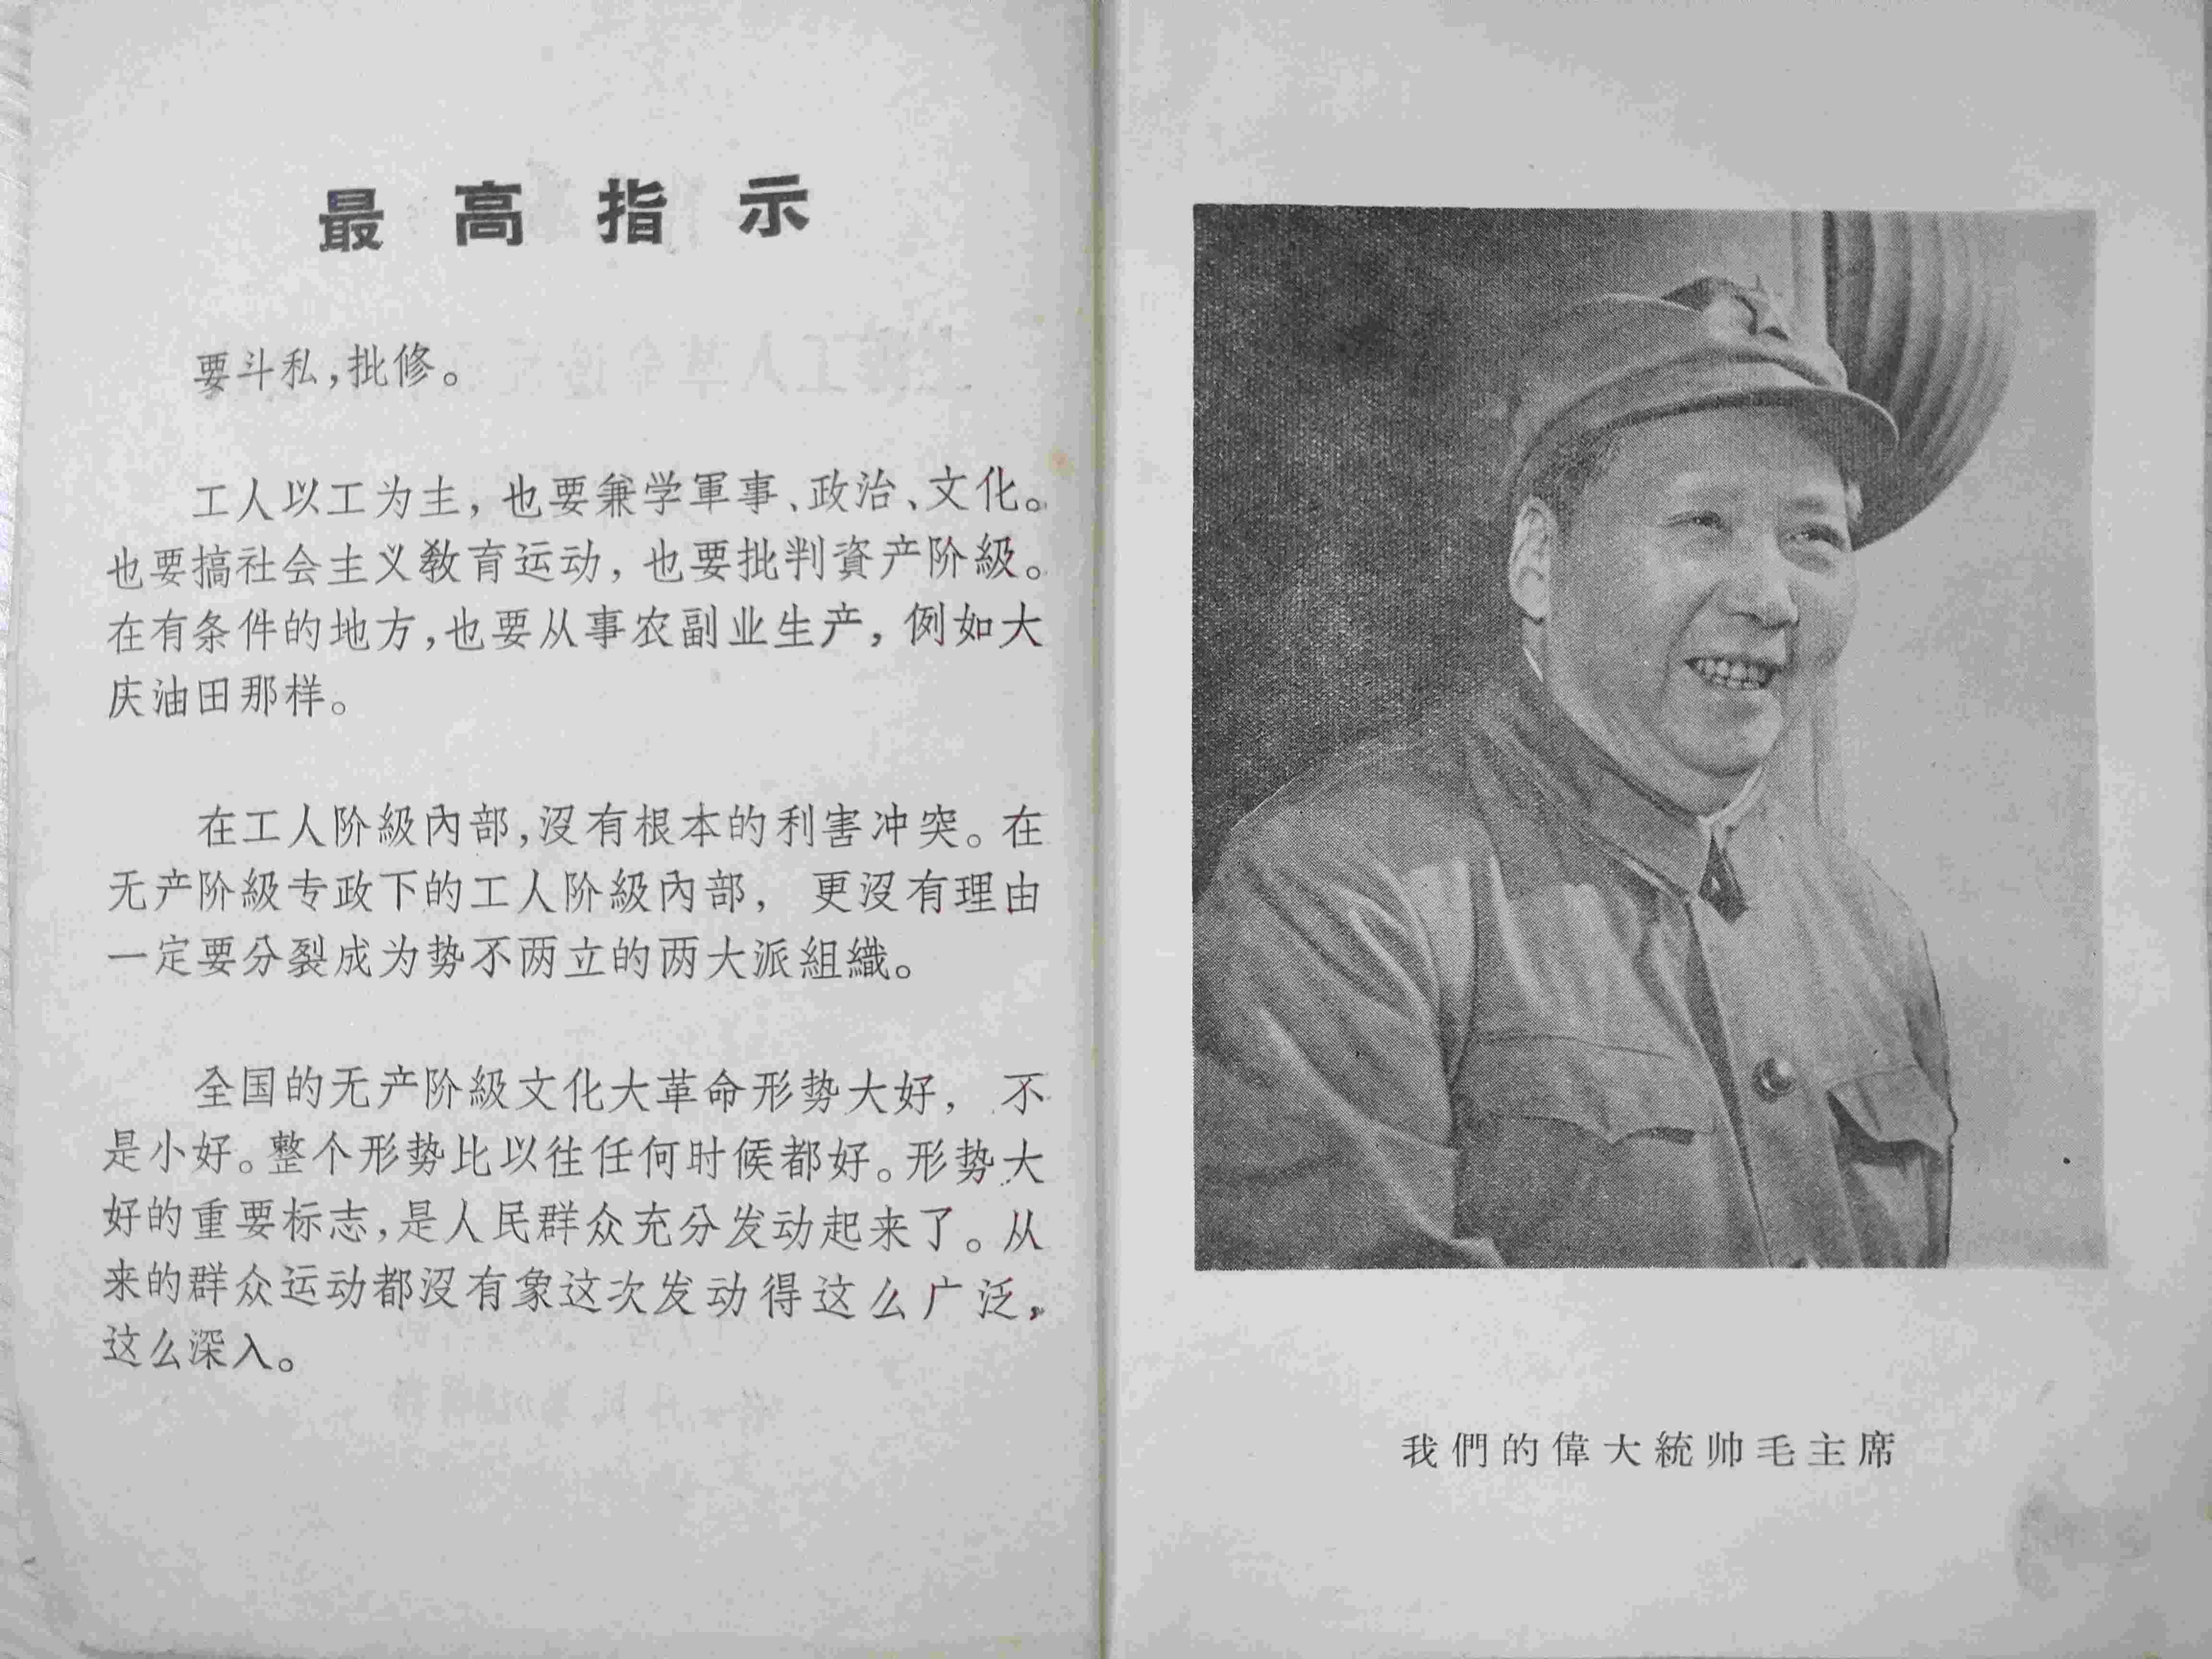 最高指示
要斗私,批修。
工人以工为主,也要兼学軍事、政治、文化。
也要搞社会主义教育运动,也要批判資产阶級。
在有条件的地方,也要从事农副业生产,例如大
庆油田那样。
在工人阶級內部,沒有根本的利害冲突。在
无产阶級专政下的工人阶級內部,更沒有理由
一定要分裂成为势不两立的两大派組織。
全国的无产阶級文化大革命形势大好,不
是小好。整个形势比以往任何时候都好。形势大
好的重要标志,是人民群众充分发动起来了。从
来的群众运动都沒有象这次发动得这么广泛,
这么深入。
我們的偉大統帅毛主席